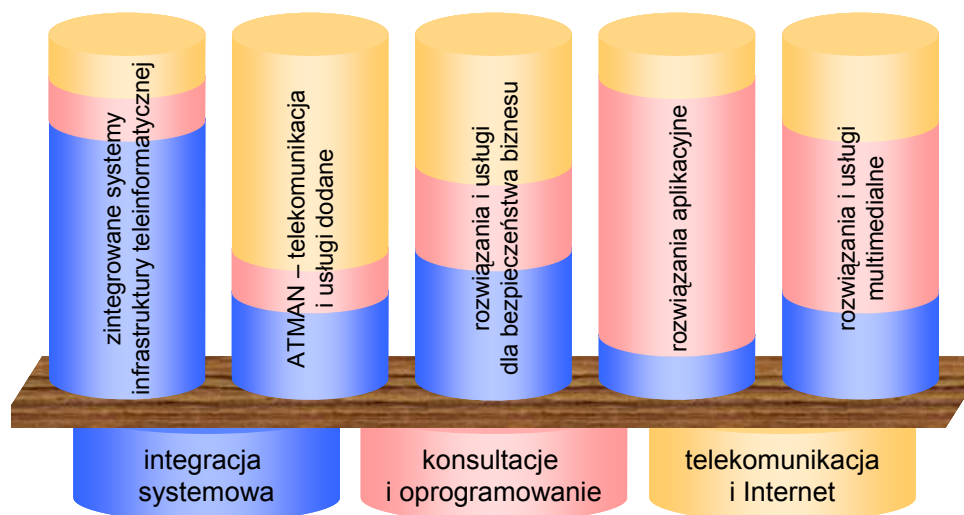 zintegrowane systemy
infrastruktury teleinformatycznej
ATMAN – telekomunikacja
i usługi dodane
rozwiązania i usługi
dla bezpieczeństwa biznesu
rozwiązania aplikacyjne
rozwiązania i usługi
multimedialne
integracja
systemowa
konsultacje
i oprogramowanie
telekomunikacja
i Internet